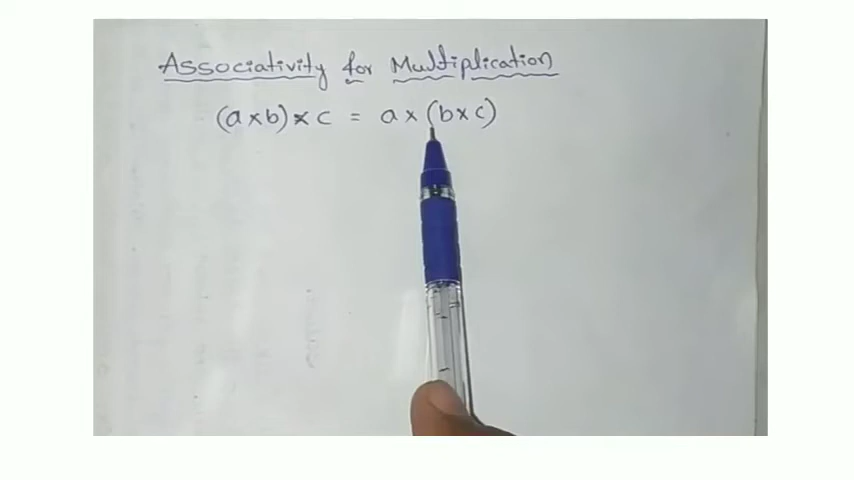 Associativity for Multiplication
(a×b)×c = a×(b×c)